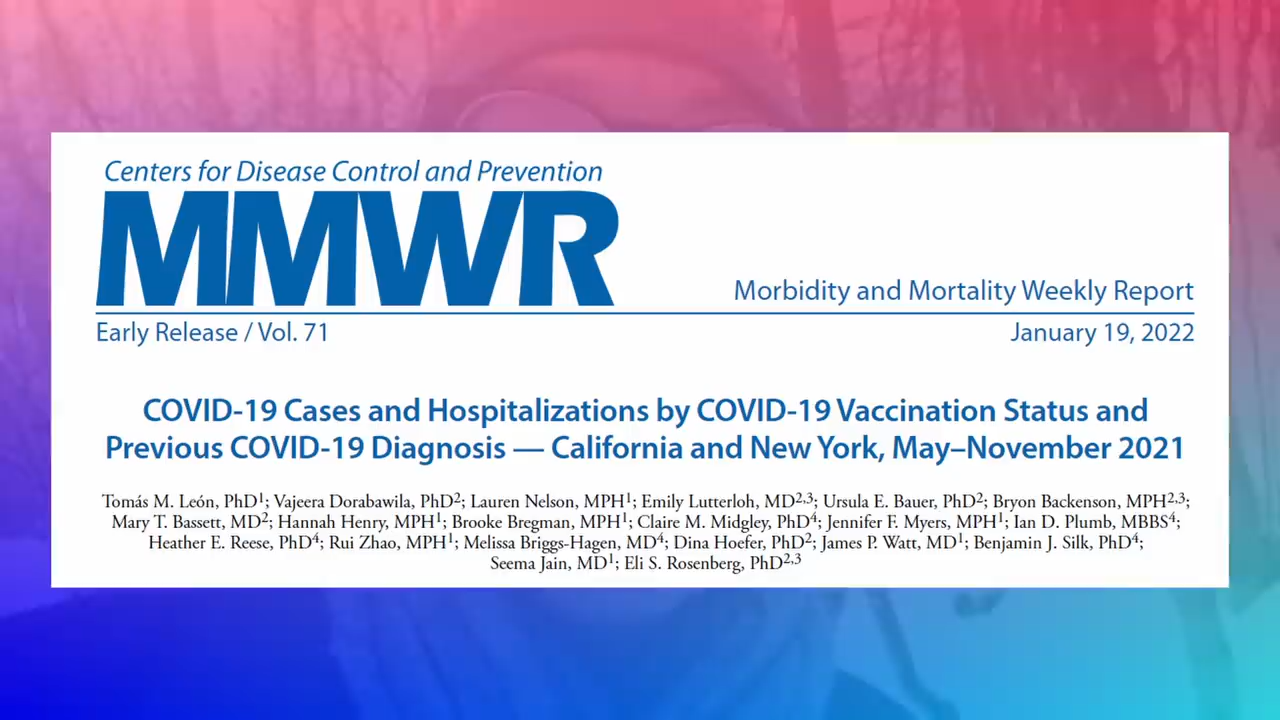 Centers for Disease Control and Prevention
MMWR
Morbidity and Mortality Weekly Report
Early Release / Vol. 71
January 19, 2022
COVID-19 Cases and Hospitalizations by COVID-19 Vaccination Status and
Previous COVID-19 Diagnosis — California and New York, May–November 2021
Tomás M. León, PhD1; Vajeera Dorabawila, PhD2; Lauren Nelson, MPH1; Emily Lutterloh, MD2,3; Ursula E. Bauer, PhD2; Bryon Backenson, MPH2,3;
Mary T. Bassett, MD2; Hannah Henry, MPH1; Brooke Bregman, MPH1; Claire M. Midgley, PhD4; Jennifer F. Myers, MPH1; Ian D. Plumb, MBBS4;
Heather E. Reese, PhD4; Rui Zhao, MPH1; Melissa Briggs-Hagen, MD4; Dina Hoefer, PhD2; James P. Watt, MD1; Benjamin J. Silk, PhD4;
Seema Jain, MD1; Eli S. Rosenberg, PhD2,3